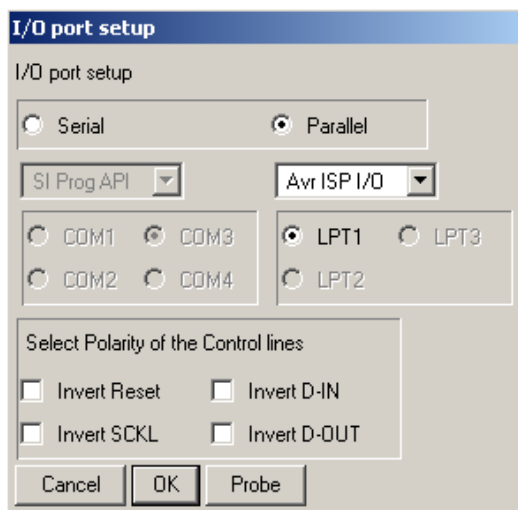 I/O port setup
I/O port setup
Serial Parallel
SI Prog API Avr ISP I/O
COM1 COM3 LPT1 LPT3
COM2 COM4 LPT2
Select Polarity of the Control lines
Invert Reset Invert D-IN
Invert SCKL Invert D-OUT
Cancel OK Probe